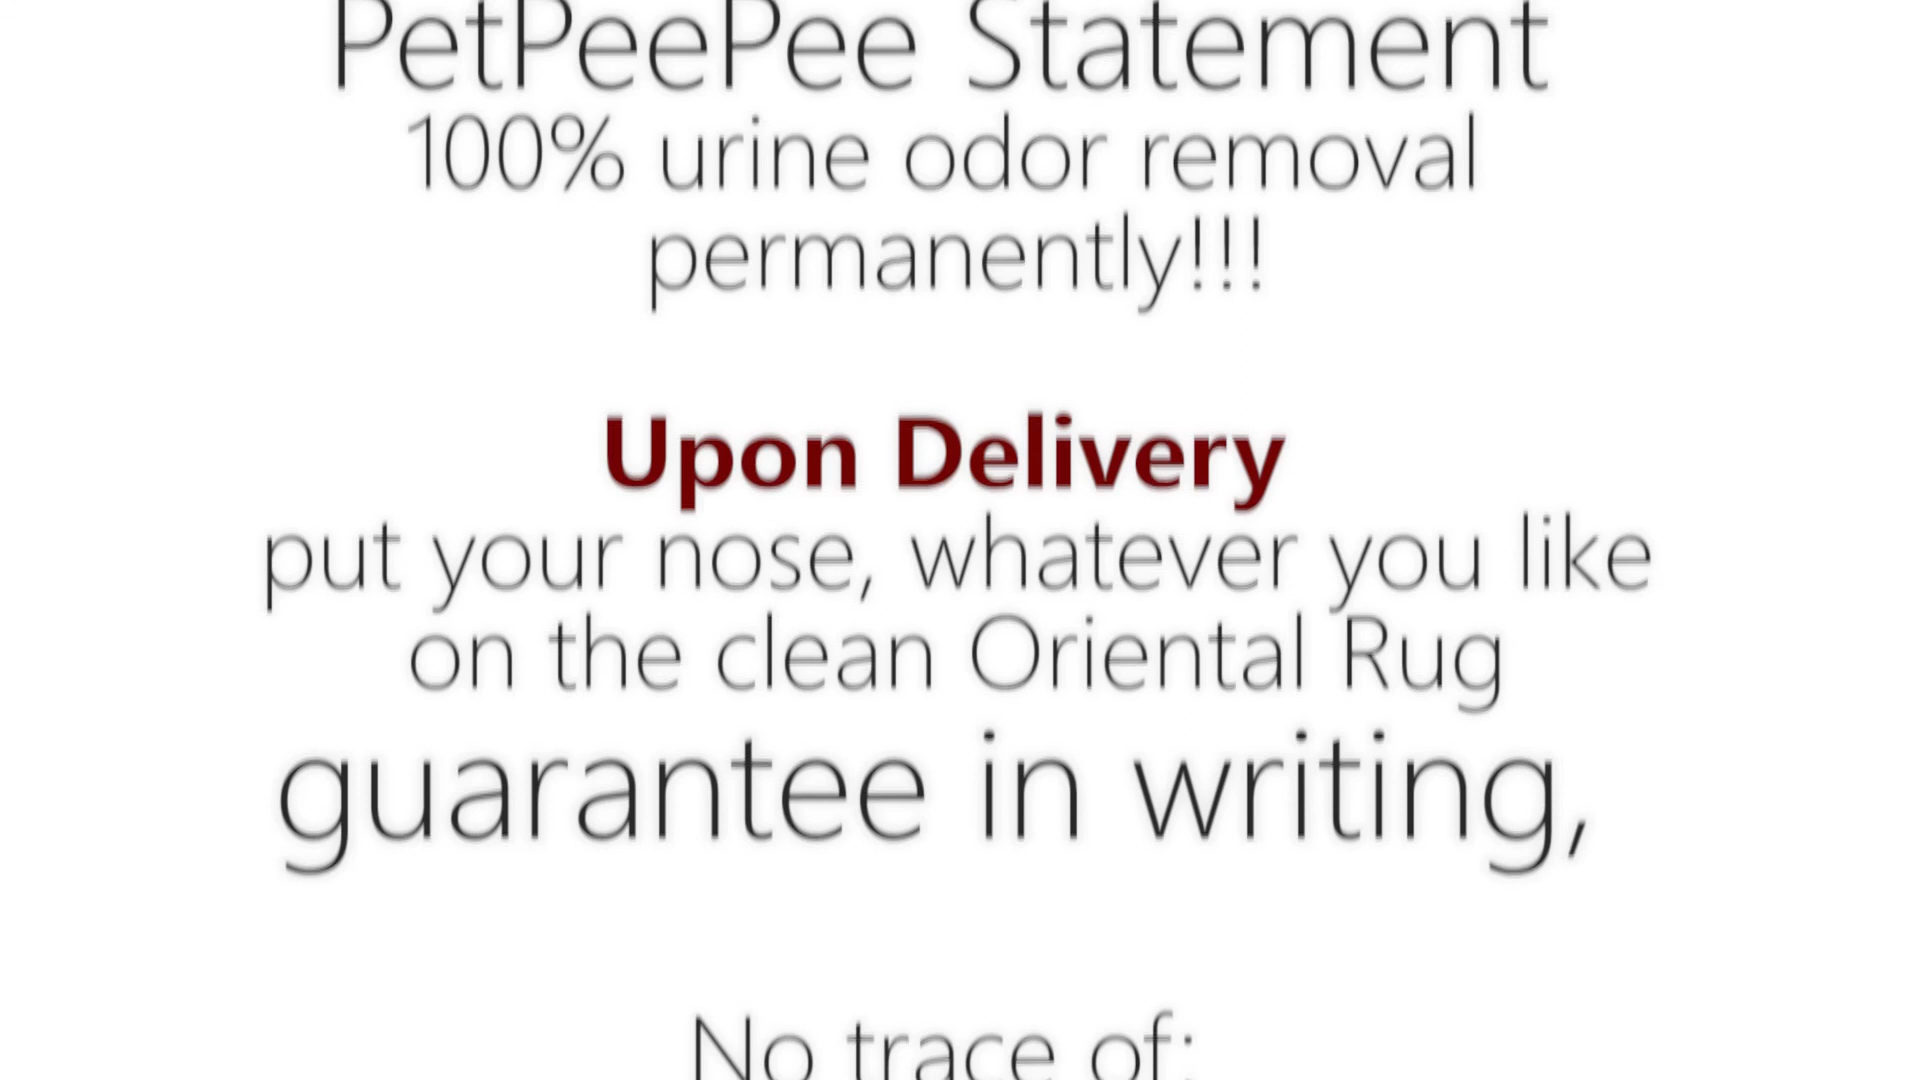 PetPeePee Statement
100% urine odor removal
permanently!!!
Upon Delivery
put your nose, whatever you like
on the clean Oriental Rug
guarantee in writing,
No trace of: